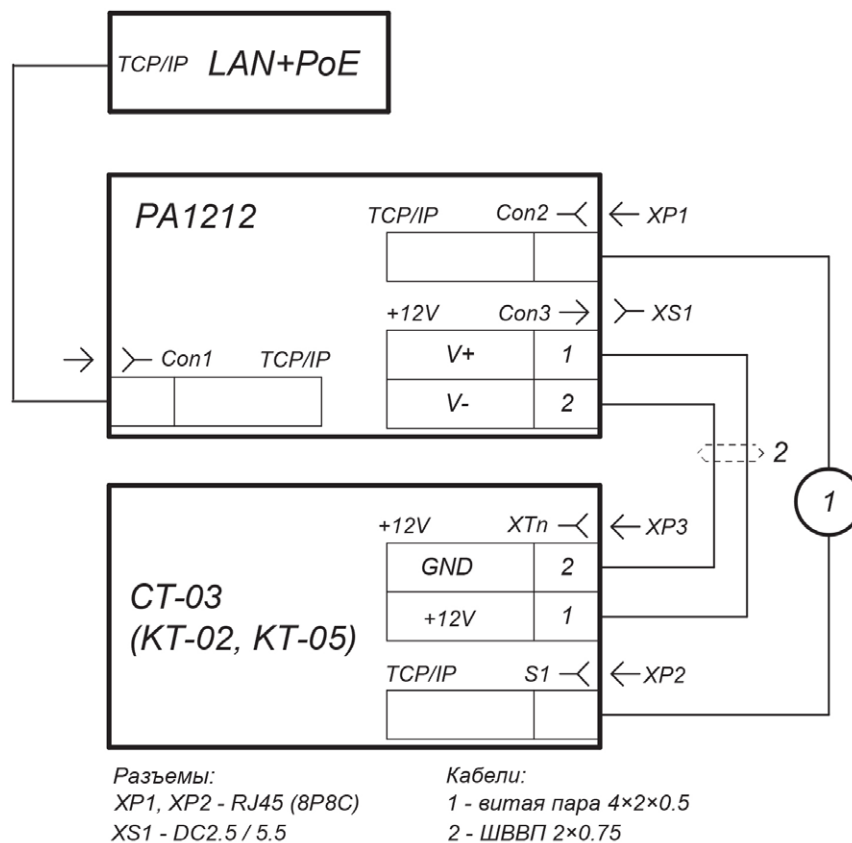 TCP/IP LAN+PoE
PA1212
TCP/IP Con2 XP1
+12V Con3 XS1
V+ 1
V- 2
Con1 TCP/IP
2
1
+12V XTn XP3
GND 2
+12V 1
CT-03
(KT-02, KT-05)
TCP/IP S1 XP2
Разъемы:
XP1, XP2 - RJ45 (8P8C)
XS1 - DC2.5 / 5.5
Кабели:
1 - витая пара 4×2×0.5
2 - ШВВП 2×0.75